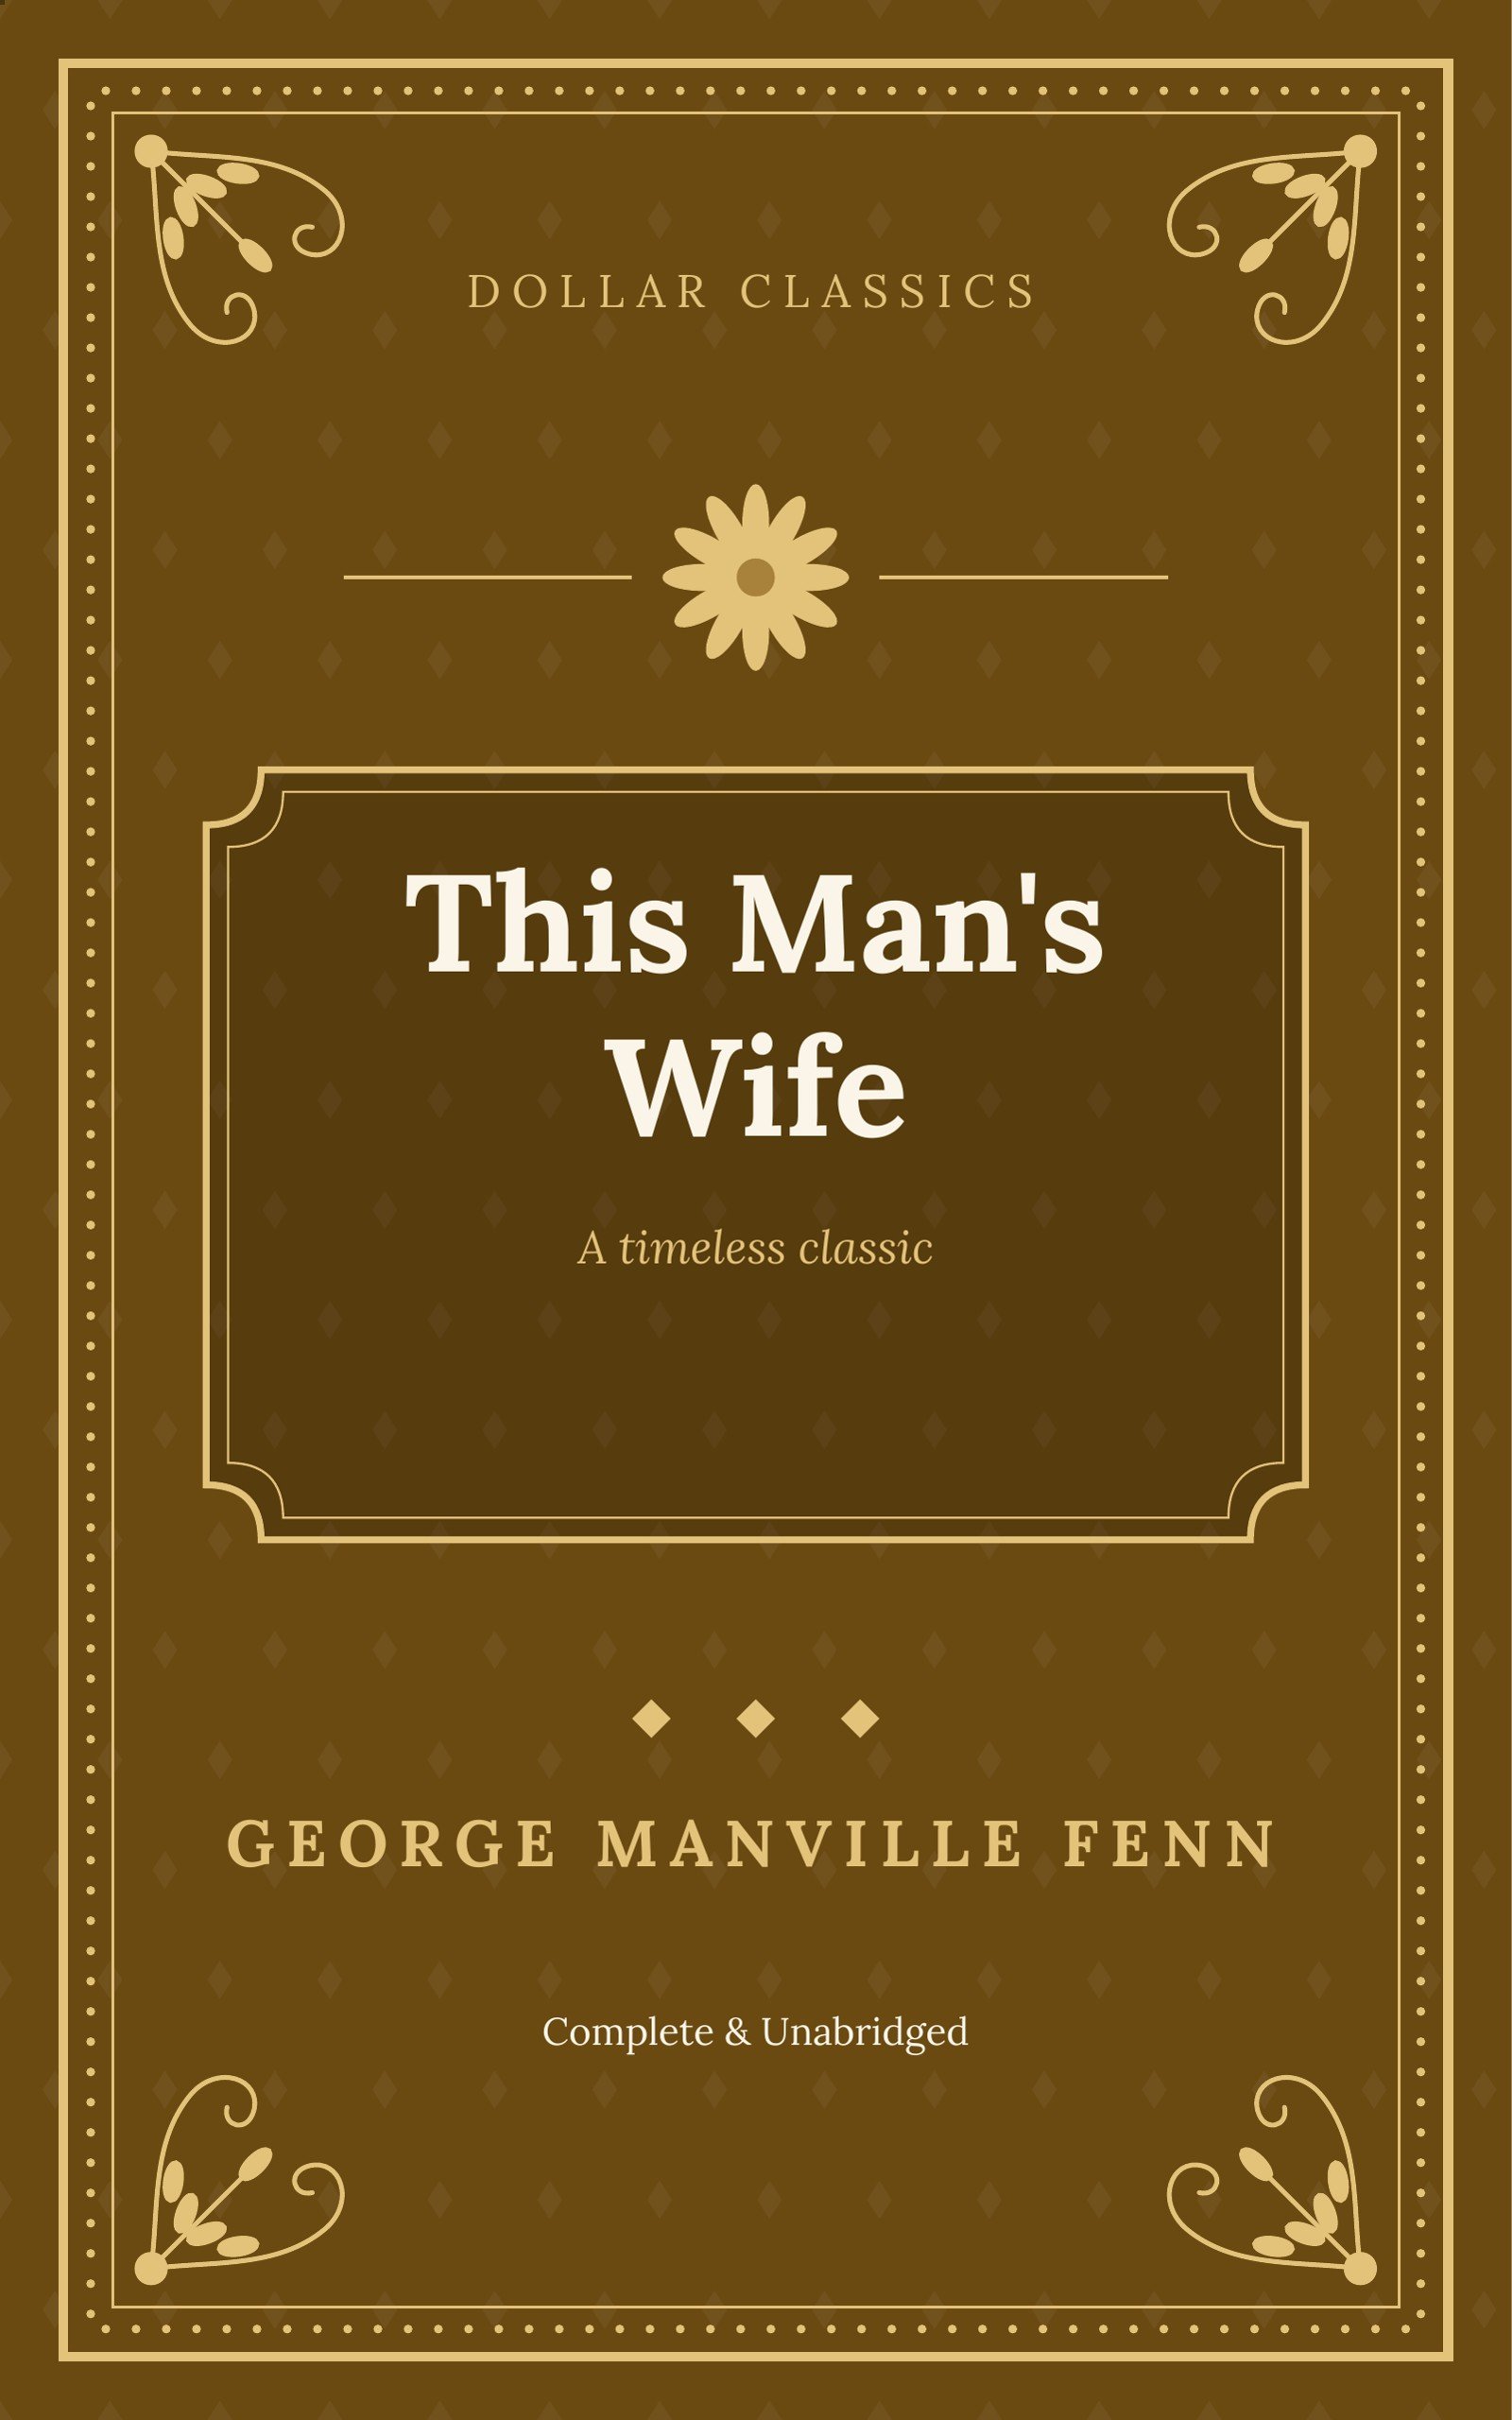 DOLLAR CLASSICS
This Man's
Wife
A timeless classic
GEORGE MANVILLE FENN
Complete & Unabridged